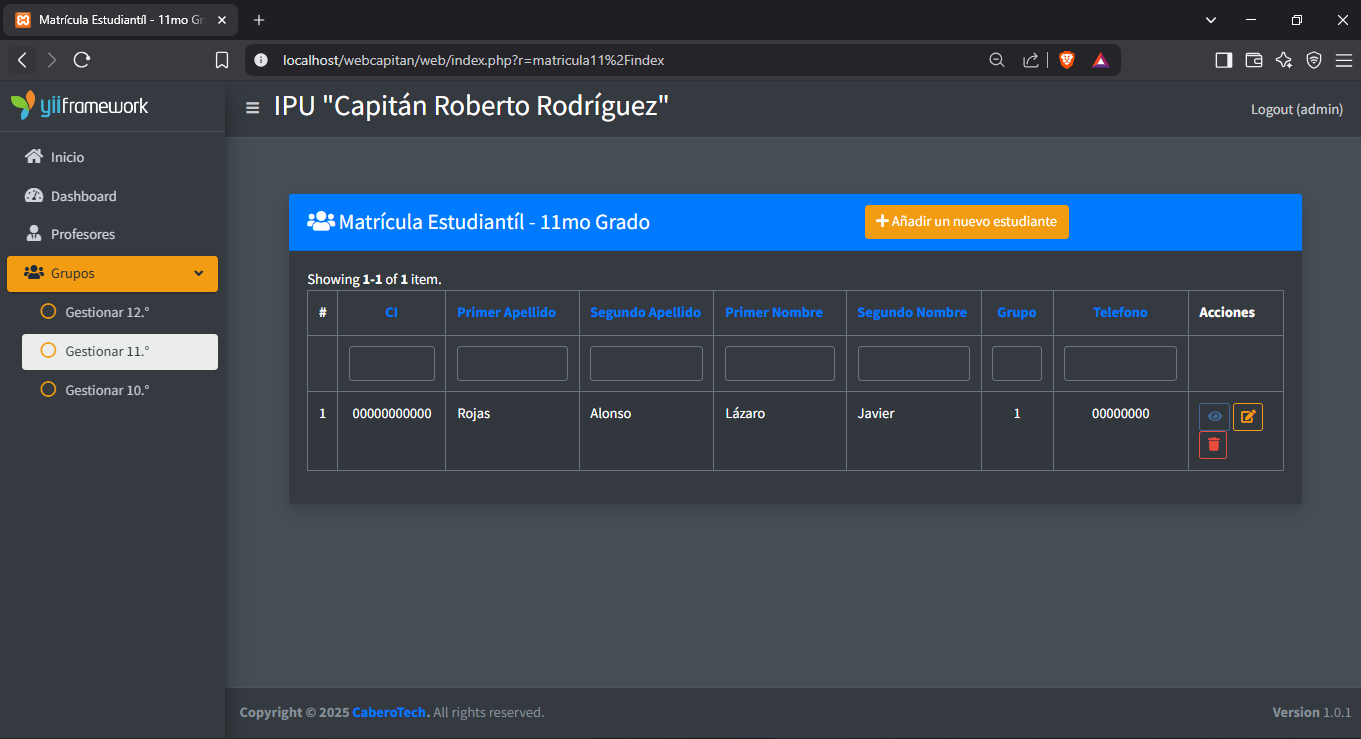 Matrícula Estudiantíl - 11mo Gr
localhost/webcapitan/web/index.php?r=matricula11%2Findex
yiiframework
IPU "Capitán Roberto Rodríguez"
Logout (admin)
Inicio
Dashboard
Profesores
Grupos
Gestionar 12.°
Gestionar 11.°
Gestionar 10.°
Matrícula Estudiantíl - 11mo Grado
Añadir un nuevo estudiante
Showing 1-1 of 1 item.
# CI Primer Apellido Segundo Apellido Primer Nombre Segundo Nombre Grupo Telefono Acciones
1 00000000000 Rojas Alonso Lázaro Javier 1 00000000
Copyright © 2025 CaberoTech. All rights reserved.
Version 1.0.1